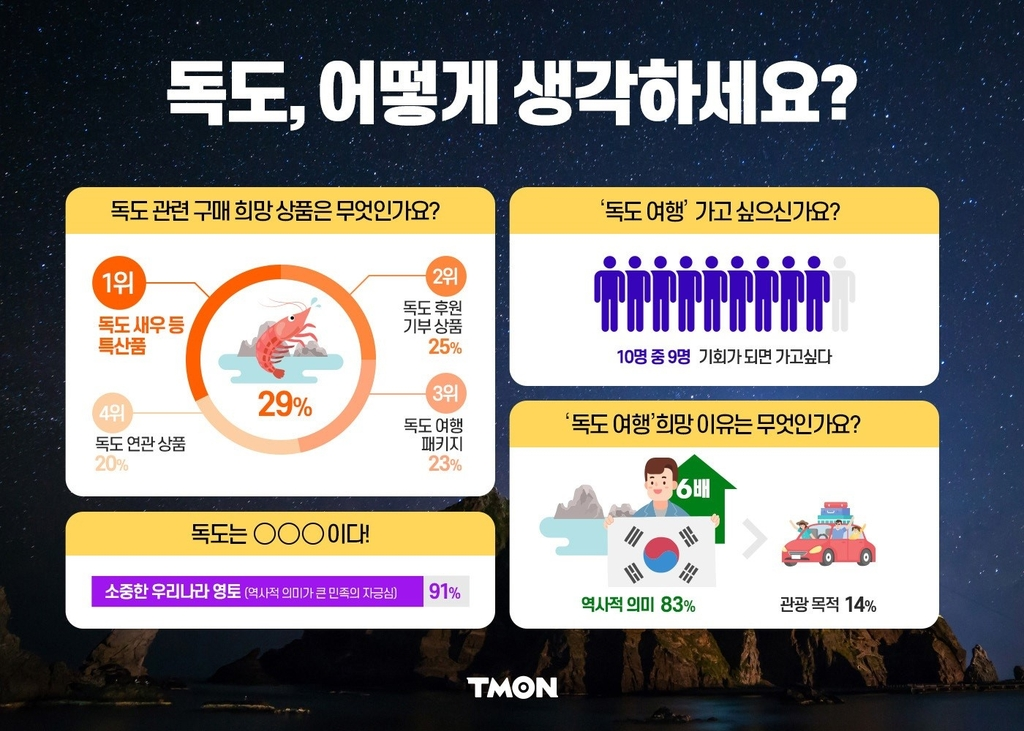 독도, 어떻게 생각하세요?
독도 관련 구매 희망 상품은 무엇인가요?
1위
독도 새우 등
특산품
29%
2위
독도 후원
기부 상품
25%
3위
독도 여행
패키지
23%
4위
독도 연관 상품
20%
독도는 ○○○이다!
소중한 우리나라 영토 (역사적 의미가 큰 민족의 자긍심)
91%
‘독도 여행’ 가고 싶으신가요?
10명 중 9명 기회가 되면 가고싶다
‘독도 여행’희망 이유는 무엇인가요?
6배
역사적 의미 83%
관광 목적 14%
TMON